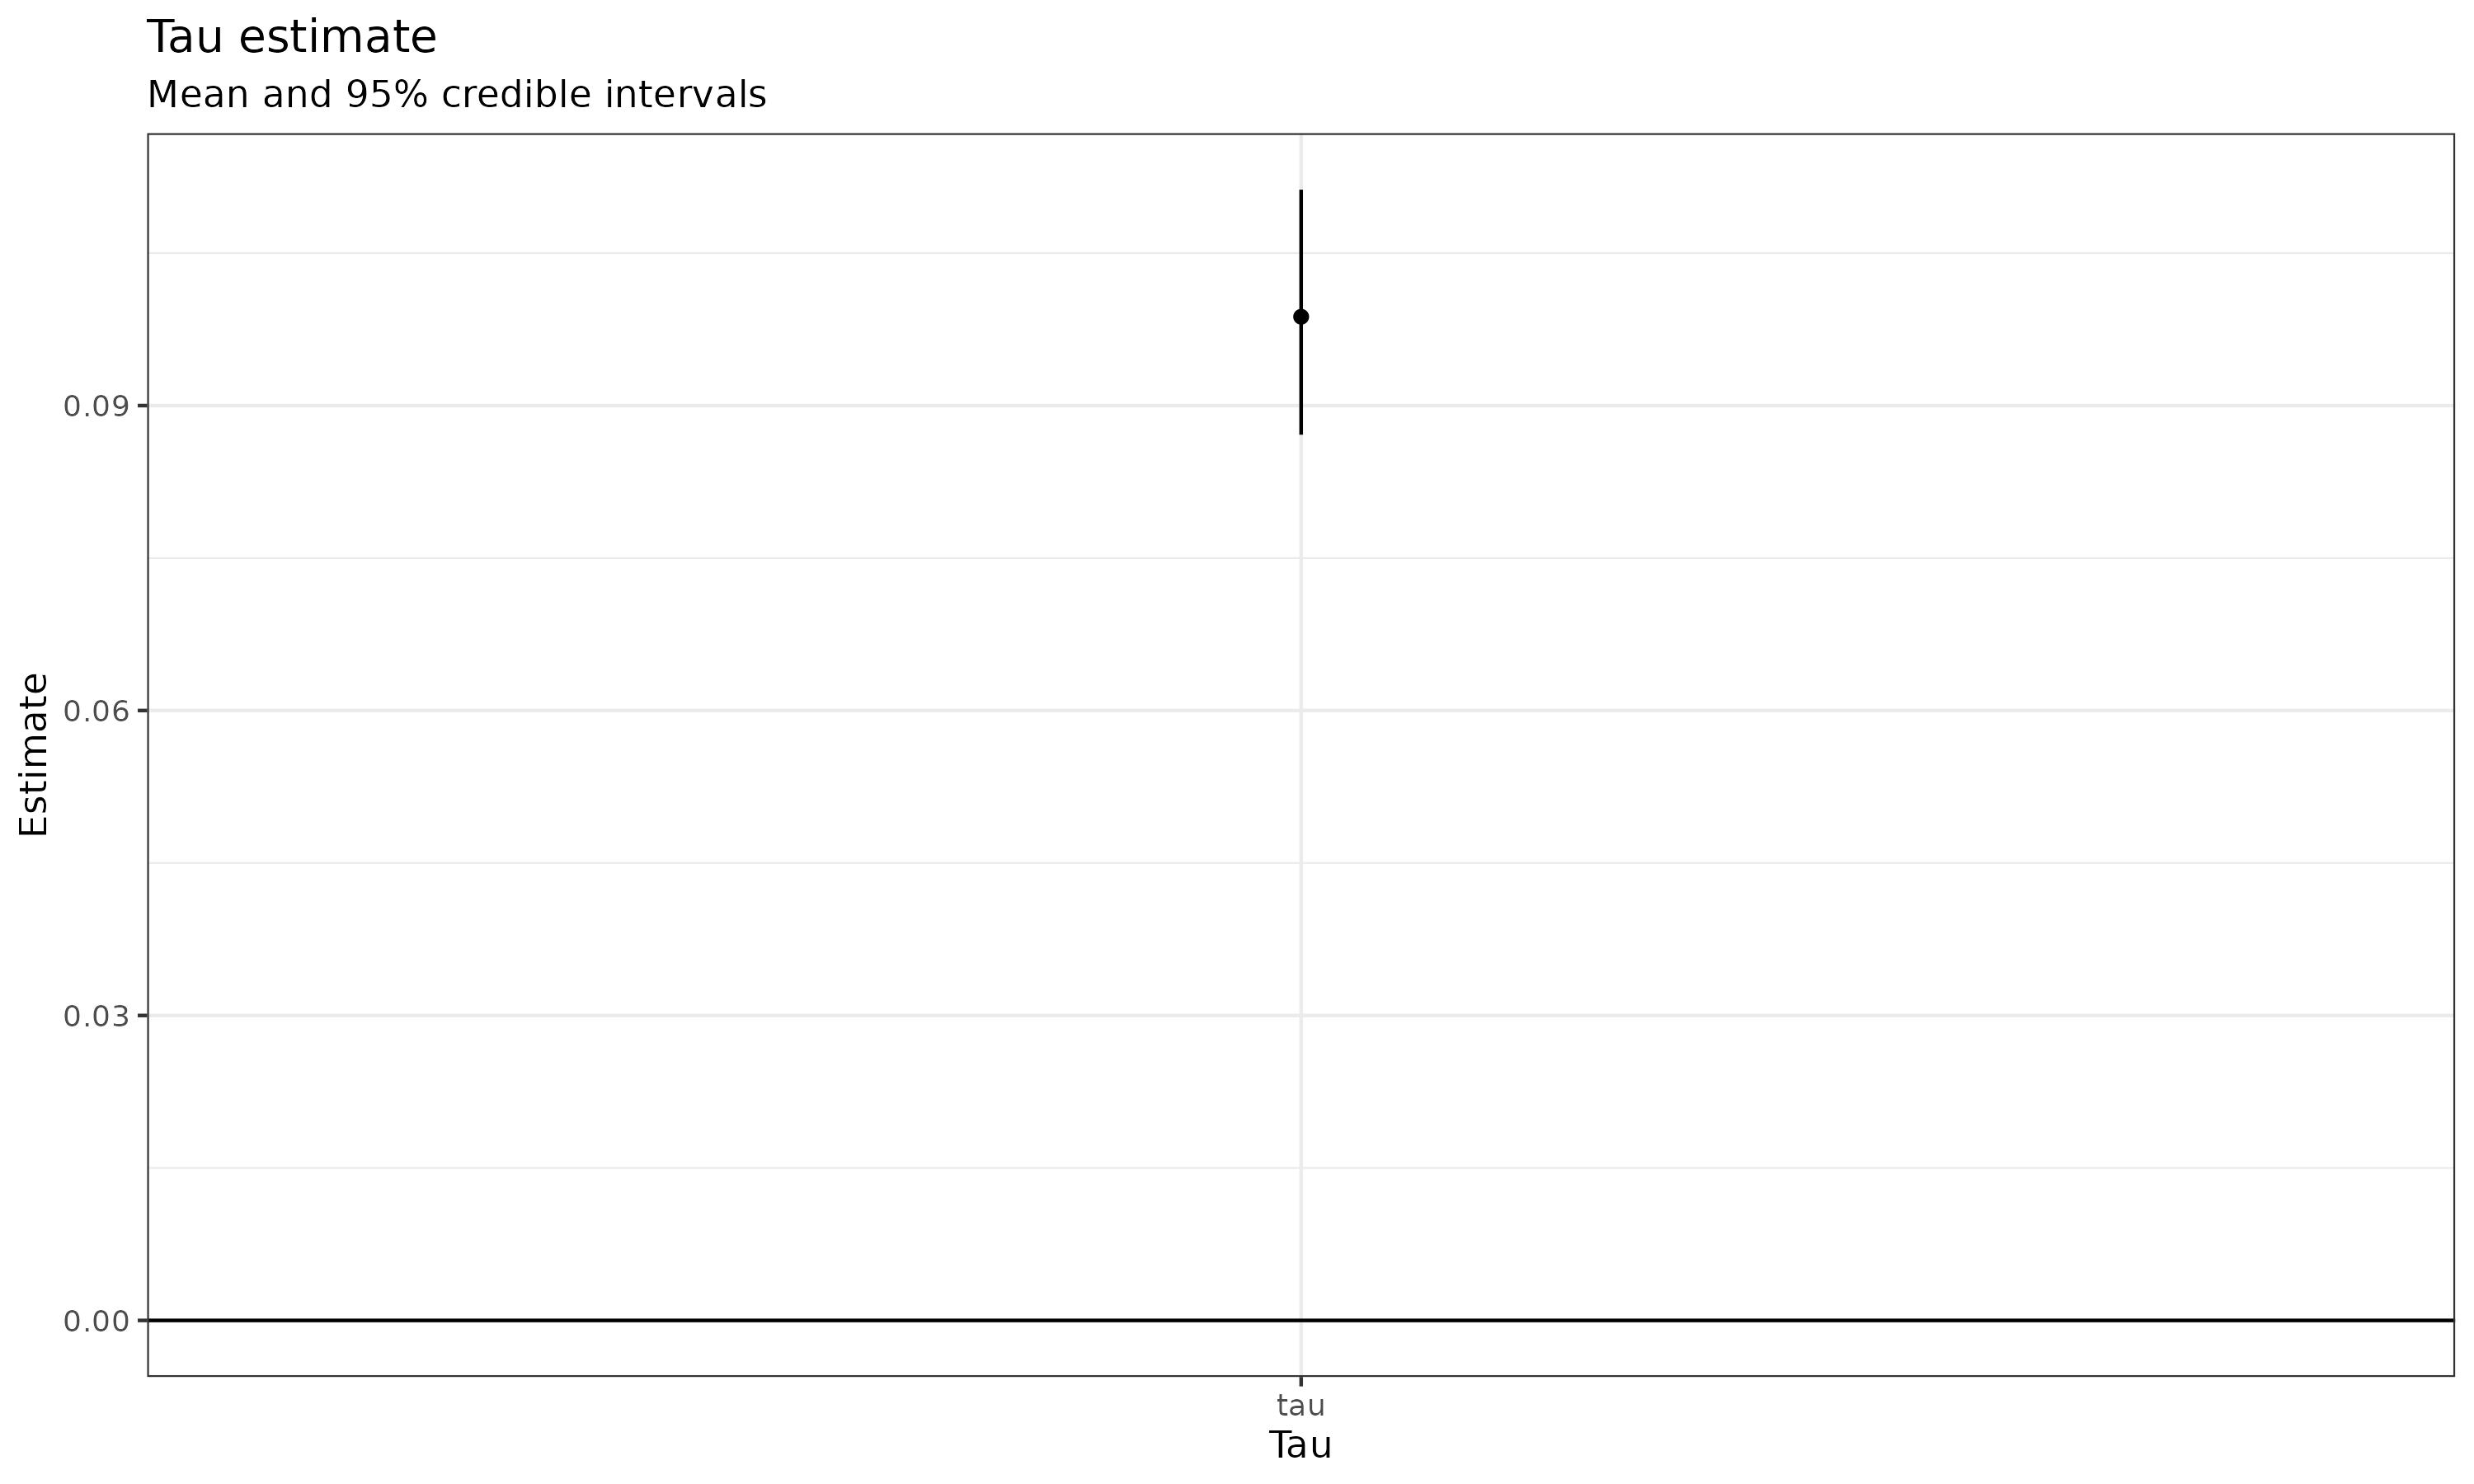 Tau estimate
Mean and 95% credible intervals
Estimate
0.09
0.06
0.03
0.00
tau
Tau